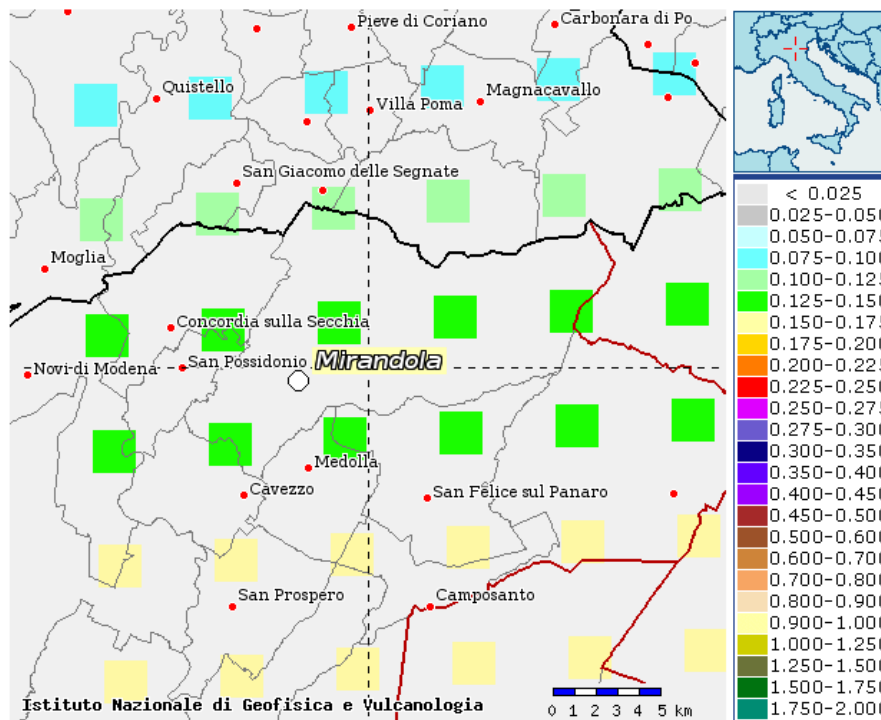 Pieve di Coriano
Carbonara di Po
Quistello
Villa Poma
Magnacavallo
San Giacomo delle Segnate
Moglia
Concordia sulla Secchia
Mirandola
Novi di Modena
San Possidonio
Medolla
Cavezzo
San Felice sul Panaro
San Prospero
Camposanto
Istituto Nazionale di Geofisica e Vulcanologia
0 1 2 3 4 5 km
< 0.025
0.025-0.050
0.050-0.075
0.075-0.100
0.100-0.125
0.125-0.150
0.150-0.175
0.175-0.200
0.200-0.225
0.225-0.250
0.250-0.275
0.275-0.300
0.300-0.350
0.350-0.400
0.400-0.450
0.450-0.500
0.500-0.600
0.600-0.700
0.700-0.800
0.800-0.900
0.900-1.000
1.000-1.250
1.250-1.500
1.500-1.750
1.750-2.000